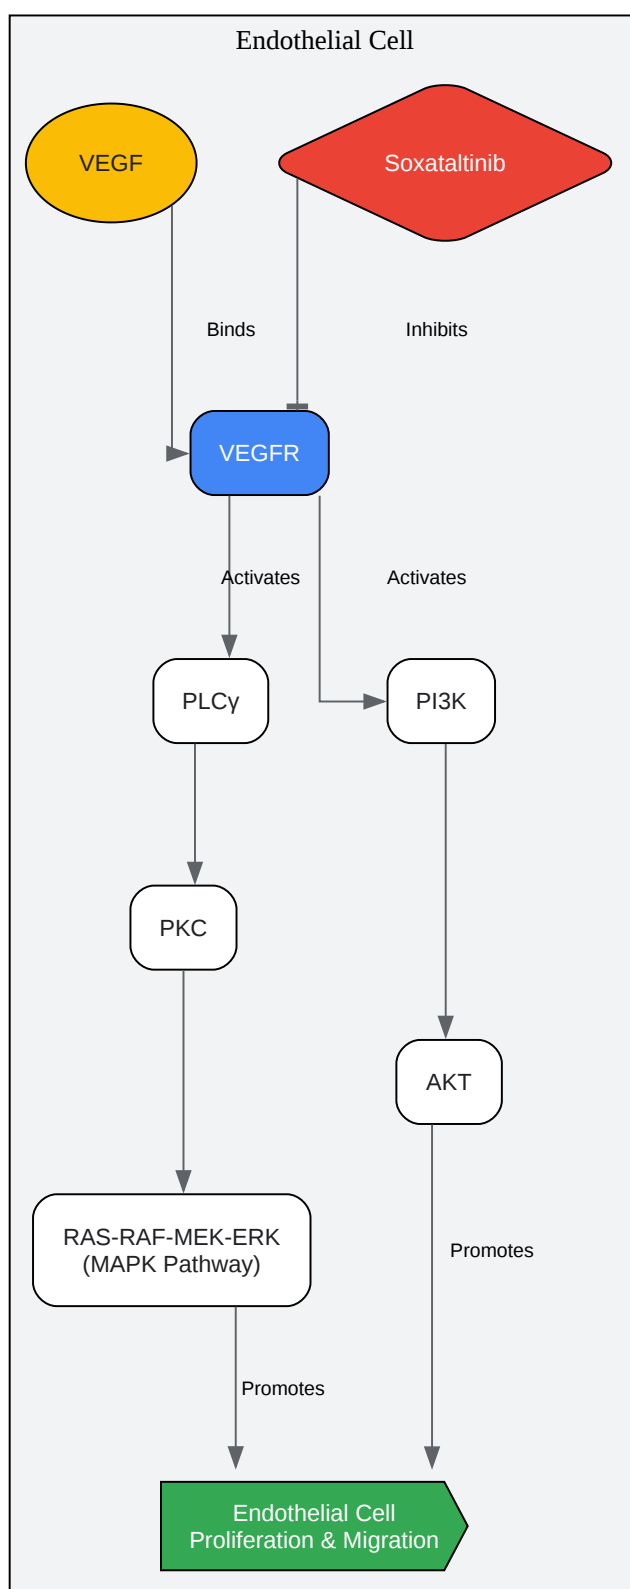 Endothelial Cell
VEGF
Soxataltinib
Binds
Inhibits
VEGFR
Activates
Activates
PLCγ
PI3K
PKC
AKT
RAS-RAF-MEK-ERK
(MAPK Pathway)
Promotes
Promotes
Endothelial Cell
Proliferation & Migration